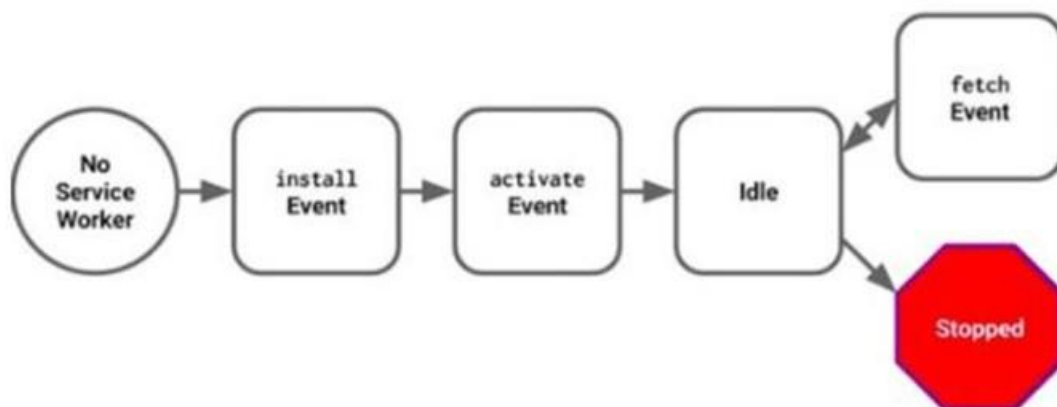 No
Service
Worker
install
Event
activate
Event
Idle
fetch
Event
Stopped